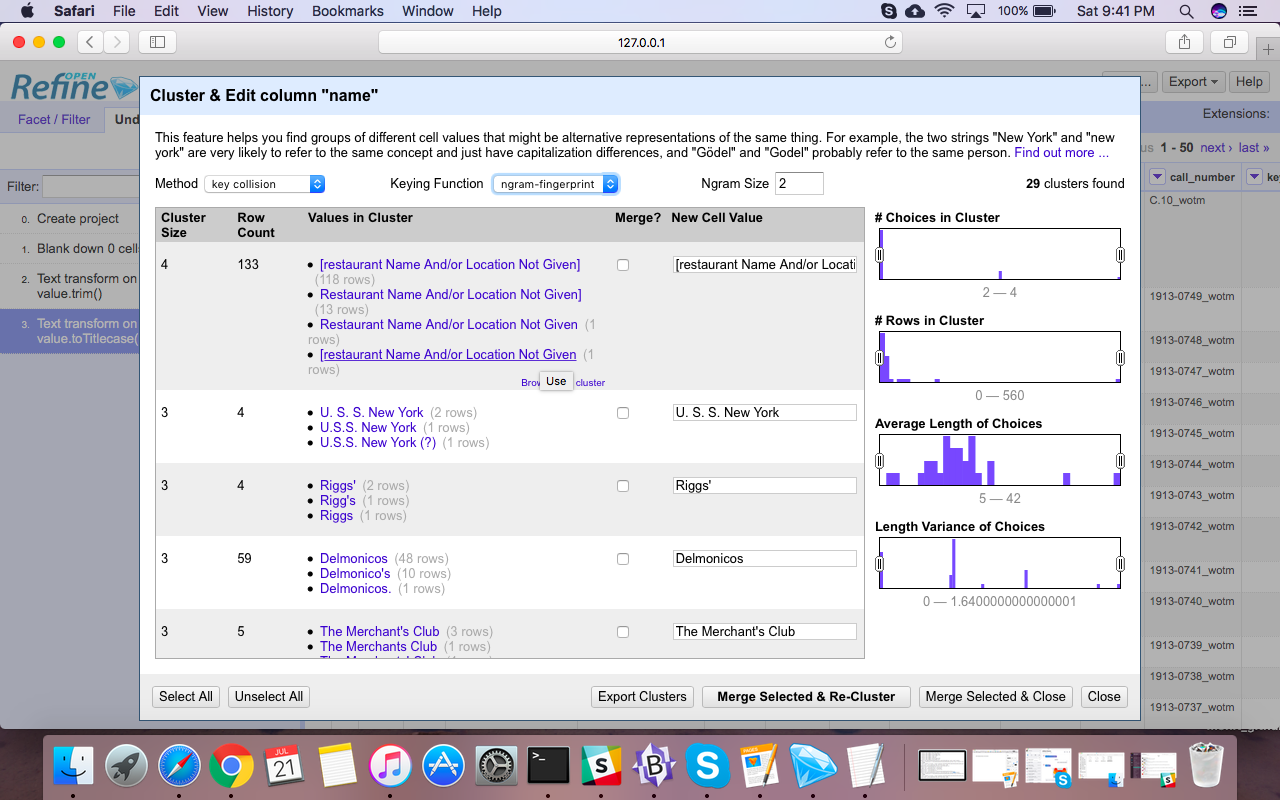 Safari File Edit View History Bookmarks Window Help 100% Sat 9:41 PM
127.0.0.1
OPEN
Refine
... Export Help
Cluster & Edit column "name"
Facet / Filter
Extensions:
This feature helps you find groups of different cell values that might be alternative representations of the same thing. For example, the two strings "New York" and "new
york" are very likely to refer to the same concept and just have capitalization differences, and "Gödel" and "Godel" probably refer to the same person. Find out more ...
1 - 50 next › last »
Method key collision Keying Function ngram-fingerprint Ngram Size 2 29 clusters found
Filter:
call_number
0. Create project
1. Blank down 0
2. Text transform on
value.trim()
3. Text transform on
value.toTitlecase(
Cluster Size Row Count Values in Cluster Merge? New Cell Value
4 133
[restaurant Name And/or Location Not Given]
(118 rows)
Restaurant Name And/or Location Not Given]
(13 rows)
Restaurant Name And/or Location Not Given (1
rows)
[restaurant Name And/or Location Not Given (1
rows)
[restaurant Name And/or Locati
Use cluster
3 4
U. S. S. New York (2 rows)
U.S.S. New York (1 rows)
U.S.S. New York (?) (1 rows)
U. S. S. New York
3 4
Riggs' (2 rows)
Rigg's (1 rows)
Riggs (1 rows)
Riggs'
3 59
Delmonicos (48 rows)
Delmonico's (10 rows)
Delmonicos. (1 rows)
Delmonicos
3 5
The Merchant's Club (3 rows)
The Merchants Club (1 rows)
The Merchant's Club
# Choices in Cluster
2 — 4
# Rows in Cluster
0 — 560
Average Length of Choices
5 — 42
Length Variance of Choices
0 — 1.6400000000000001
C.10_wotm
1913-0749_wotm
1913-0748_wotm
1913-0747_wotm
1913-0746_wotm
1913-0745_wotm
1913-0744_wotm
1913-0743_wotm
1913-0742_wotm
1913-0741_wotm
1913-0740_wotm
1913-0739_wotm
1913-0738_wotm
1913-0737_wotm
Select All Unselect All Export Clusters Merge Selected & Re-Cluster Merge Selected & Close Close
JUL
21